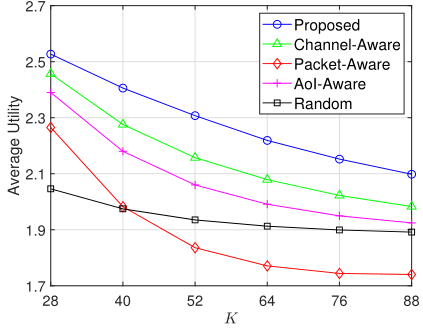 2.7
2.5
2.3
2.1
1.9
1.7
Average Utility
Proposed
Channel-Aware
Packet-Aware
AoI-Aware
Random
28 40 52 64 76 88
K